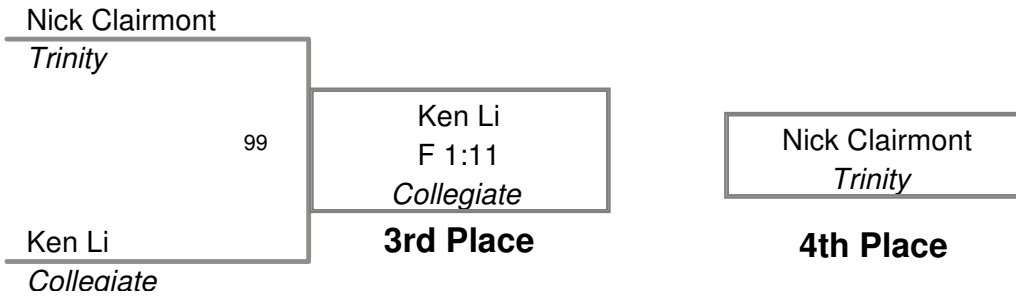 Nick Clairmont
Trinity
99
Ken Li
F 1:11
Collegiate
3rd Place
Nick Clairmont
Trinity
4th Place
Ken Li
Collegiate